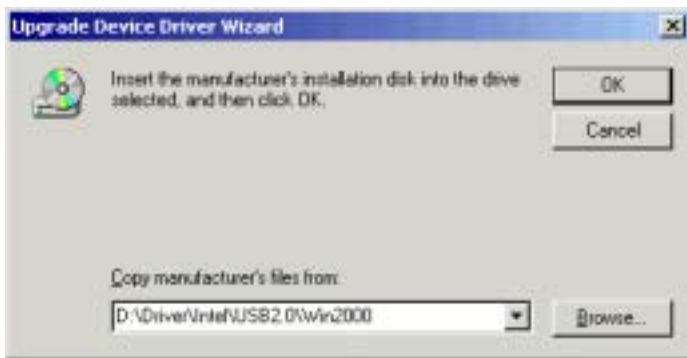 Upgrade Device Driver Wizard
Insert the manufacturer's installation disk into the drive
selected, and then click OK.
OK
Cancel
Copy manufacturer's files from:
D:\Driver\Intel\USB2.0\Win2000
Browse...